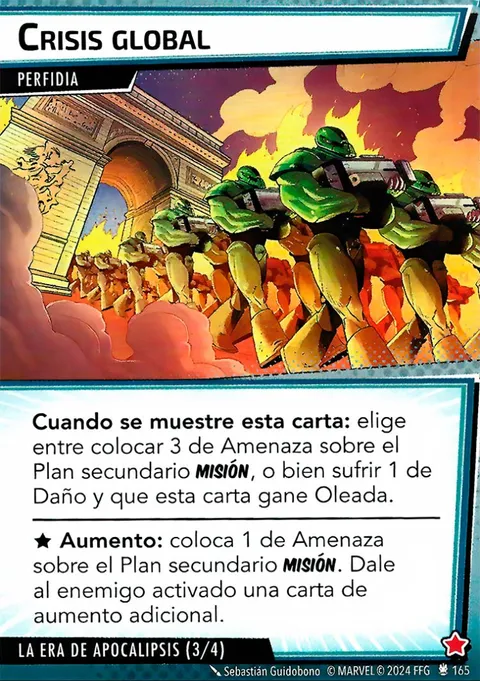 Crisis global
PERFIDIA
Cuando se muestre esta carta: elige
entre colocar 3 de Amenaza sobre el
Plan secundario MISIÓN, o bien sufrir 1 de
Daño y que esta carta gane Oleada.
★ Aumento: coloca 1 de Amenaza
sobre el Plan secundario MISIÓN. Dale
al enemigo activado una carta de
aumento adicional.
LA ERA DE APOCALIPSIS (3/4)
Sebastián Guidobono © MARVEL © 2024 FFG 165